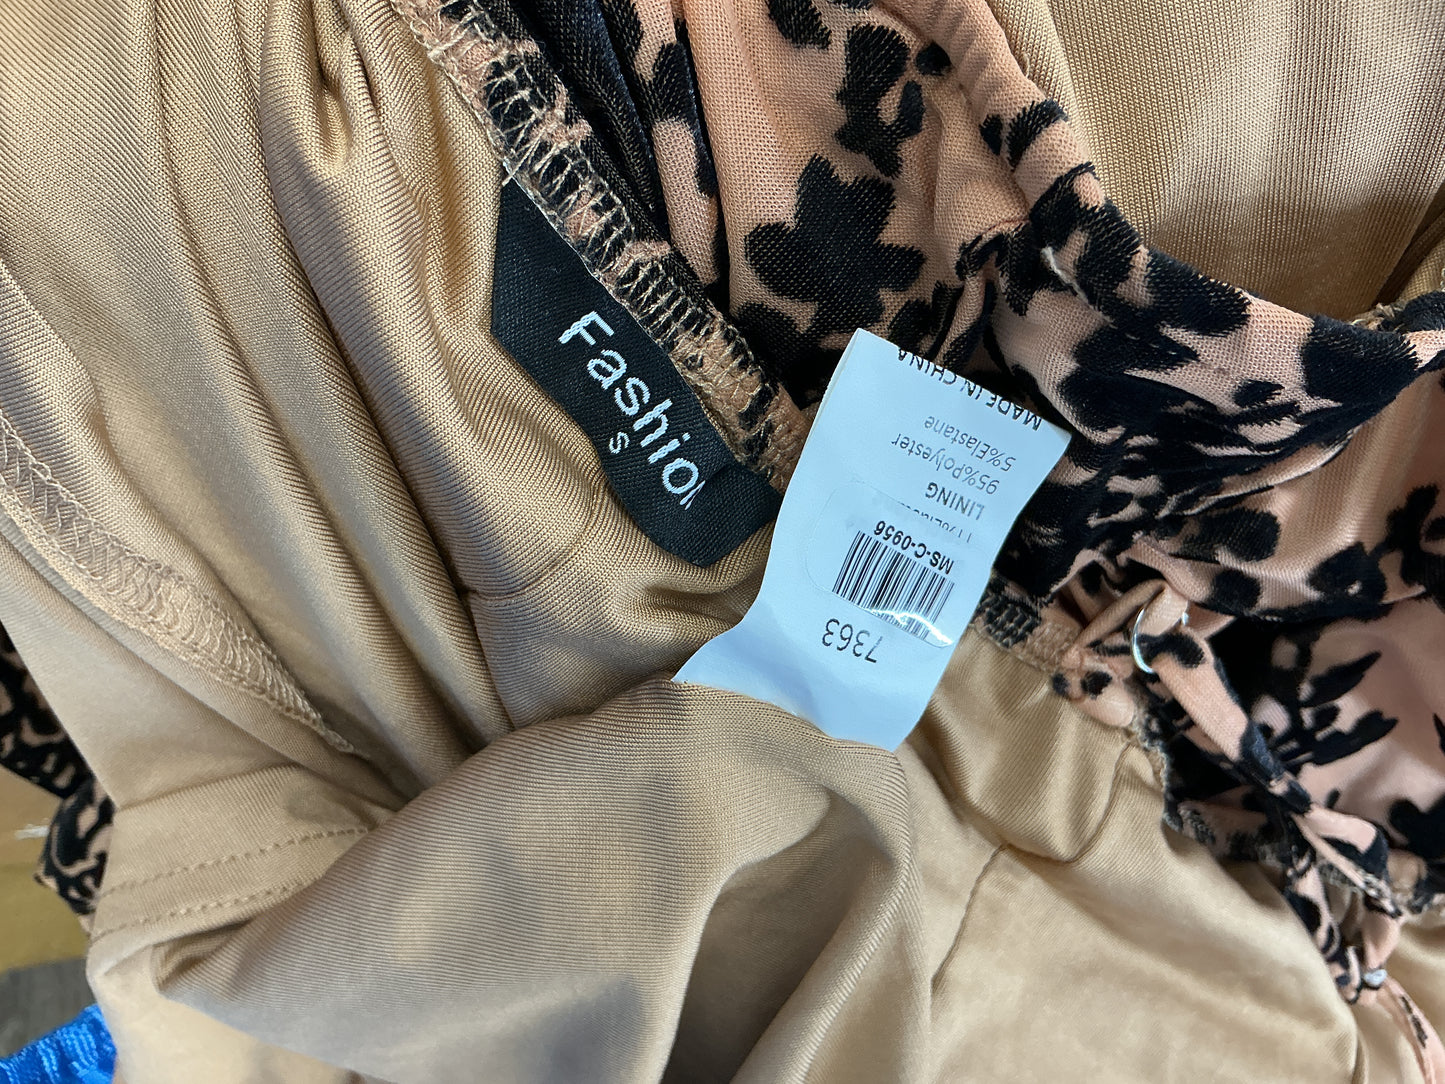 Fashion
S
7363
MS-C-0956
LINING
95%Polyester
5%Elastane
MADE IN CHINA